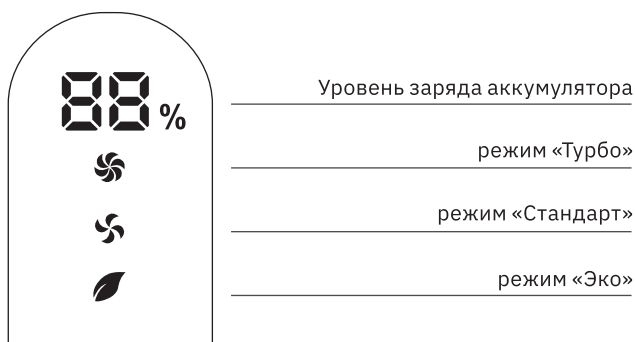 88%
Уровень заряда аккумулятора
режим «Турбо»
режим «Стандарт»
режим «Эко»